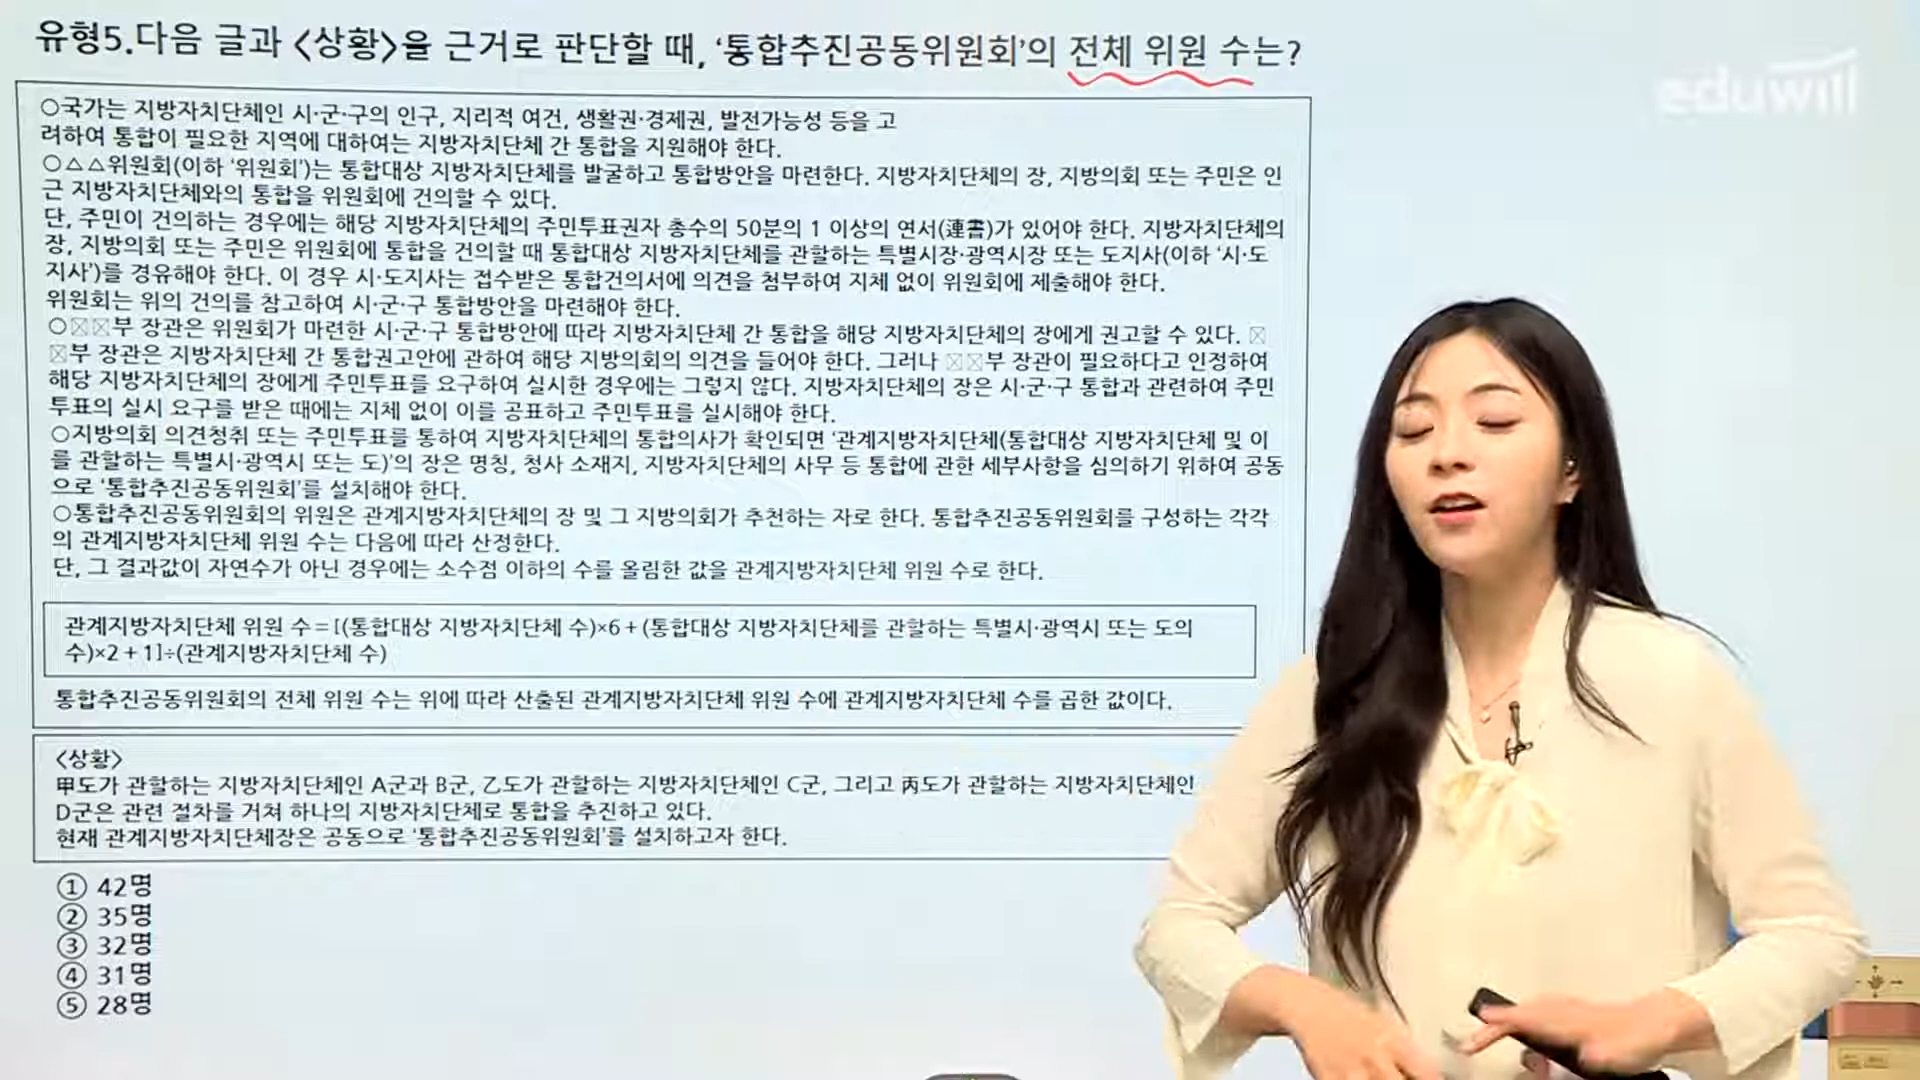 유형5.다음 글과 <상황>을 근거로 판단할 때, ‘통합추진공동위원회’의 전체 위원 수는?
eduwill
○국가는 지방자치단체인 시·군·구의 인구, 지리적 여건, 생활권·경제권, 발전가능성 등을 고
려하여 통합이 필요한 지역에 대하여는 지방자치단체 간 통합을 지원해야 한다.
○△△위원회(이하 ‘위원회’)는 통합대상 지방자치단체를 발굴하고 통합방안을 마련한다. 지방자치단체의 장, 지방의회 또는 주민은 인
근 지방자치단체와의 통합을 위원회에 건의할 수 있다.
단, 주민이 건의하는 경우에는 해당 지방자치단체의 주민투표권자 총수의 50분의 1 이상의 연서(連書)가 있어야 한다. 지방자치단체의
장, 지방의회 또는 주민은 위원회에 통합을 건의할 때 통합대상 지방자치단체를 관할하는 특별시장·광역시장 또는 도지사(이하 ‘시·도
지사’)를 경유해야 한다. 이 경우 시·도지사는 접수받은 통합건의서에 의견을 첨부하여 지체 없이 위원회에 제출해야 한다.
위원회는 위의 건의를 참고하여 시·군·구 통합방안을 마련해야 한다.
○☒☒부 장관은 위원회가 마련한 시·군·구 통합방안에 따라 지방자치단체 간 통합을 해당 지방자치단체의 장에게 권고할 수 있다. ☒
☒부 장관은 지방자치단체 간 통합권고안에 관하여 해당 지방의회의 의견을 들어야 한다. 그러나 ☒☒부 장관이 필요하다고 인정하여
해당 지방자치단체의 장에게 주민투표를 요구하여 실시한 경우에는 그렇지 않다. 지방자치단체의 장은 시·군·구 통합과 관련하여 주민
투표의 실시 요구를 받은 때에는 지체 없이 이를 공표하고 주민투표를 실시해야 한다.
○지방의회 의견청취 또는 주민투표를 통하여 지방자치단체의 통합의사가 확인되면 ‘관계지방자치단체(통합대상 지방자치단체 및 이
를 관할하는 특별시·광역시 또는 도)’의 장은 명칭, 청사 소재지, 지방자치단체의 사무 등 통합에 관한 세부사항을 심의하기 위하여 공동
으로 ‘통합추진공동위원회’를 설치해야 한다.
○통합추진공동위원회의 위원은 관계지방자치단체의 장 및 그 지방의회가 추천하는 자로 한다. 통합추진공동위원회를 구성하는 각각
의 관계지방자치단체 위원 수는 다음에 따라 산정한다.
단, 그 결과값이 자연수가 아닌 경우에는 소수점 이하의 수를 올림한 값을 관계지방자치단체 위원 수로 한다.
관계지방자치단체 위원 수=[(통합대상 지방자치단체 수)×6+(통합대상 지방자치단체를 관할하는 특별시·광역시 또는 도의
수)×2+1]÷(관계지방자치단체 수)
통합추진공동위원회의 전체 위원 수는 위에 따라 산출된 관계지방자치단체 위원 수에 관계지방자치단체 수를 곱한 값이다.
<상황>
甲도가 관할하는 지방자치단체인 A군과 B군, 乙도가 관할하는 지방자치단체인 C군, 그리고 丙도가 관할하는 지방자치단체인
D군은 관련 절차를 거쳐 하나의 지방자치단체로 통합을 추진하고 있다.
현재 관계지방자치단체장은 공동으로 ‘통합추진공동위원회’를 설치하고자 한다.
① 42명
② 35명
③ 32명
④ 31명
⑤ 28명